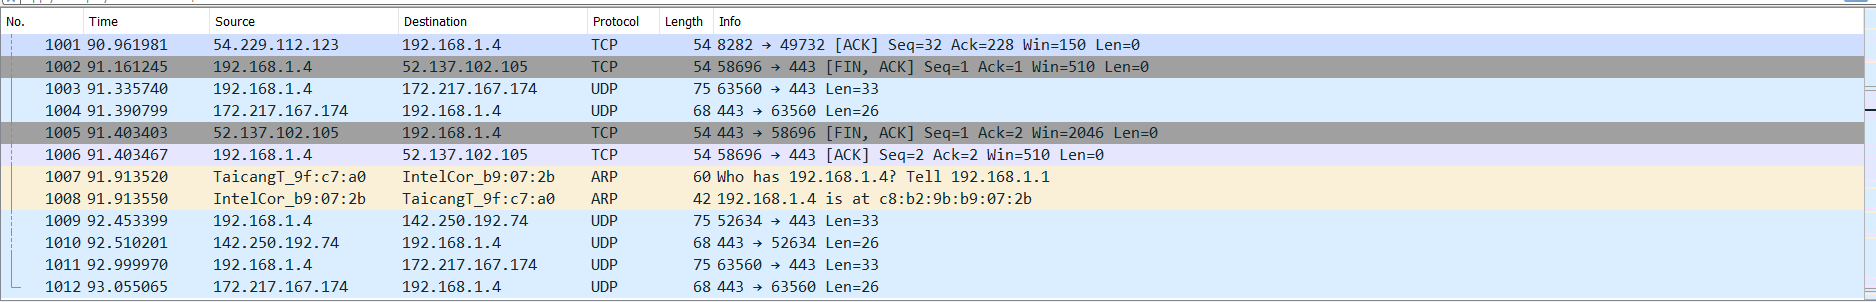 No. Time Source Destination Protocol Length Info
1001 90.961981 54.229.112.123 192.168.1.4 TCP 54 8282 → 49732 [ACK] Seq=32 Ack=228 Win=150 Len=0
1002 91.161245 192.168.1.4 52.137.102.105 TCP 54 58696 → 443 [FIN, ACK] Seq=1 Ack=1 Win=510 Len=0
1003 91.335740 192.168.1.4 172.217.167.174 UDP 75 63560 → 443 Len=33
1004 91.390799 172.217.167.174 192.168.1.4 UDP 68 443 → 63560 Len=26
1005 91.403403 52.137.102.105 192.168.1.4 TCP 54 443 → 58696 [FIN, ACK] Seq=1 Ack=2 Win=2046 Len=0
1006 91.403467 192.168.1.4 52.137.102.105 TCP 54 58696 → 443 [ACK] Seq=2 Ack=2 Win=510 Len=0
1007 91.913520 TaicangT_9f:c7:a0 IntelCor_b9:07:2b ARP 60 Who has 192.168.1.4? Tell 192.168.1.1
1008 91.913550 IntelCor_b9:07:2b TaicangT_9f:c7:a0 ARP 42 192.168.1.4 is at c8:b2:9b:b9:07:2b
1009 92.453399 192.168.1.4 142.250.192.74 UDP 75 52634 → 443 Len=33
1010 92.510201 142.250.192.74 192.168.1.4 UDP 68 443 → 52634 Len=26
1011 92.999970 192.168.1.4 172.217.167.174 UDP 75 63560 → 443 Len=33
1012 93.055065 172.217.167.174 192.168.1.4 UDP 68 443 → 63560 Len=26